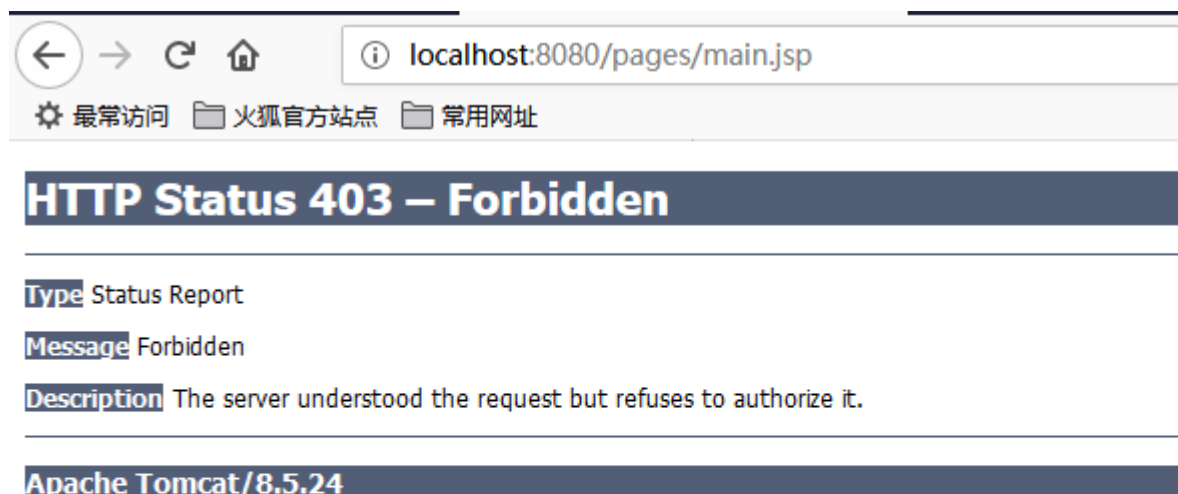 localhost:8080/pages/main.jsp
最常访问 火狐官方站点 常用网址
HTTP Status 403 – Forbidden
Type Status Report
Message Forbidden
Description The server understood the request but refuses to authorize it.
Apache Tomcat/8.5.24